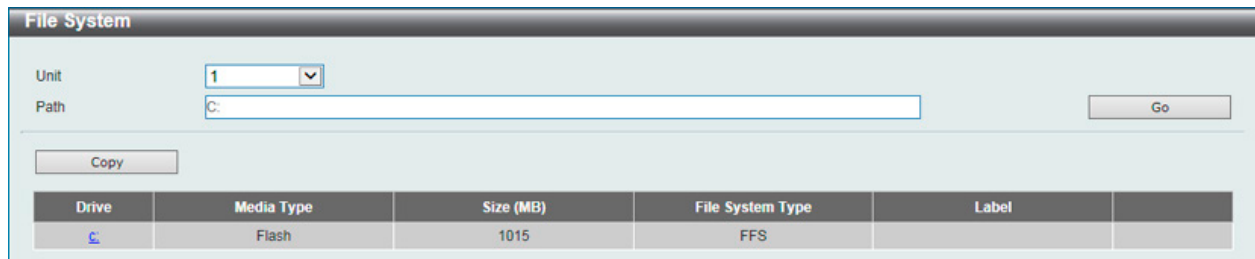 File System
Unit 1
Path C: Go
Copy
Drive Media Type Size (MB) File System Type Label
c: Flash 1015 FFS